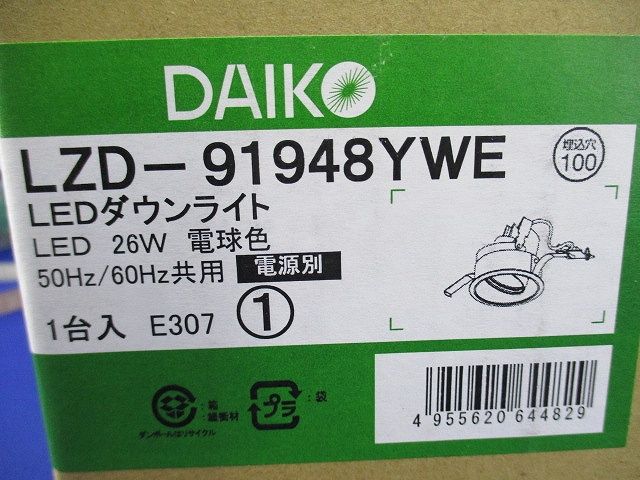 DAIKO
LZD-91948YWE
埋込穴
100
LEDダウンライト
LED 26W 電球色
50Hz/60Hz共用 電源別
1台入 E307 ①
:箱
:緩衝材
ダンボールはリサイクル
プラ
:袋
4 955620 644829